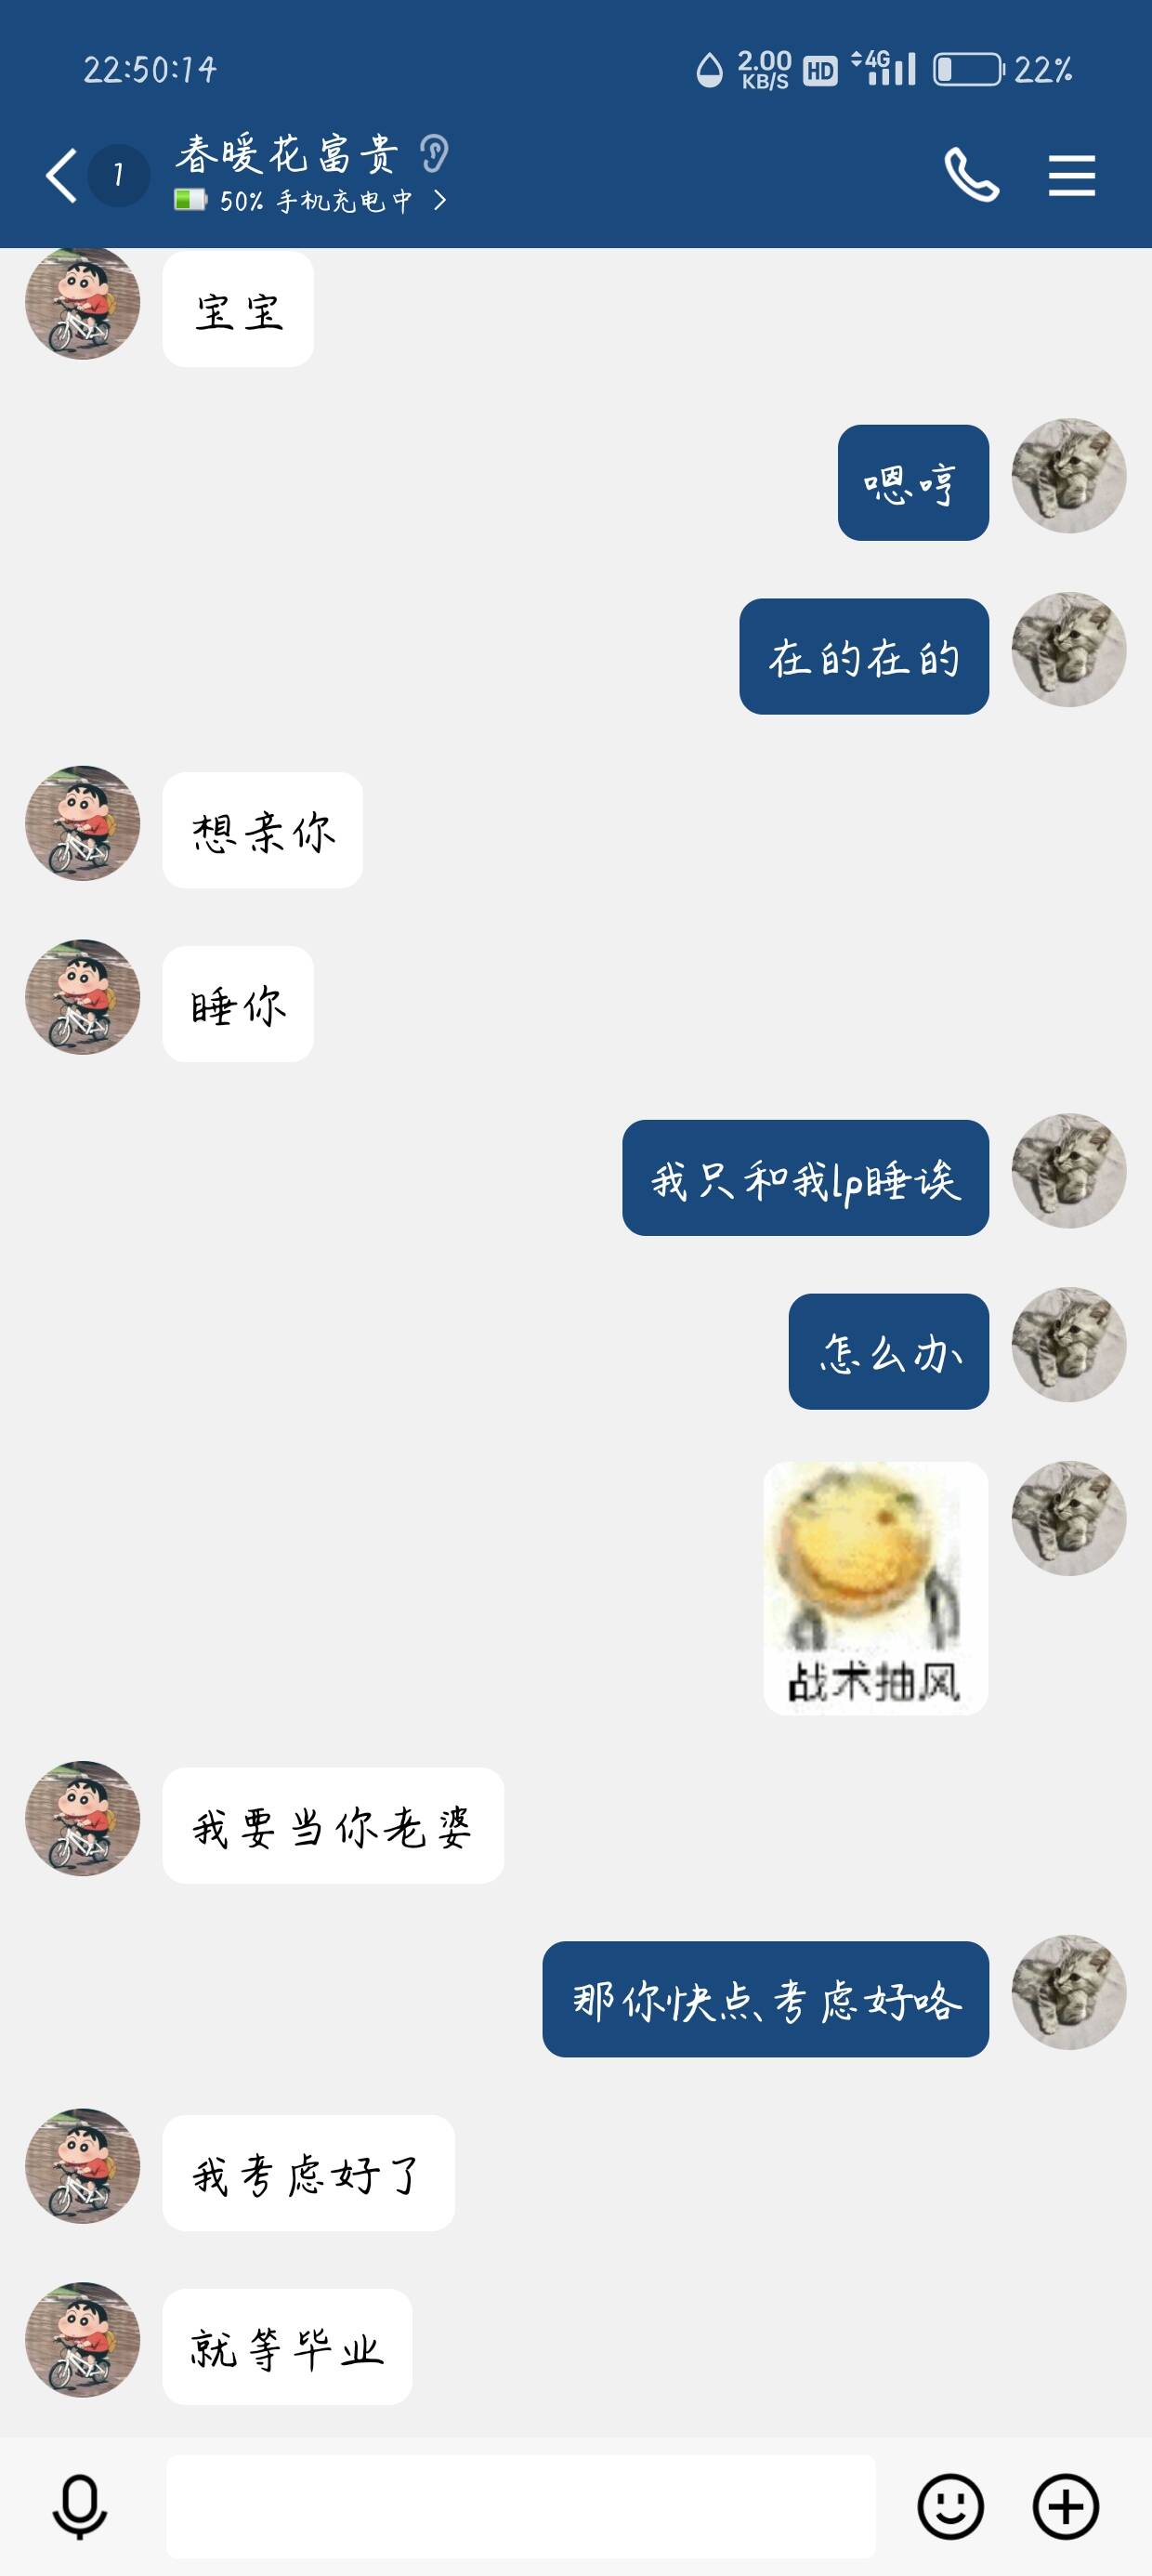 22:50:14
2.00
KB/S
HD
4G
22%
1
春暖花富贵
50% 手机充电中
宝宝
嗯哼
在的在的
想亲你
睡你
我只和我lp睡诶
怎么办
战术抽风
我要当你老婆
那你快点考虑好咯
我考虑好了
就等毕业